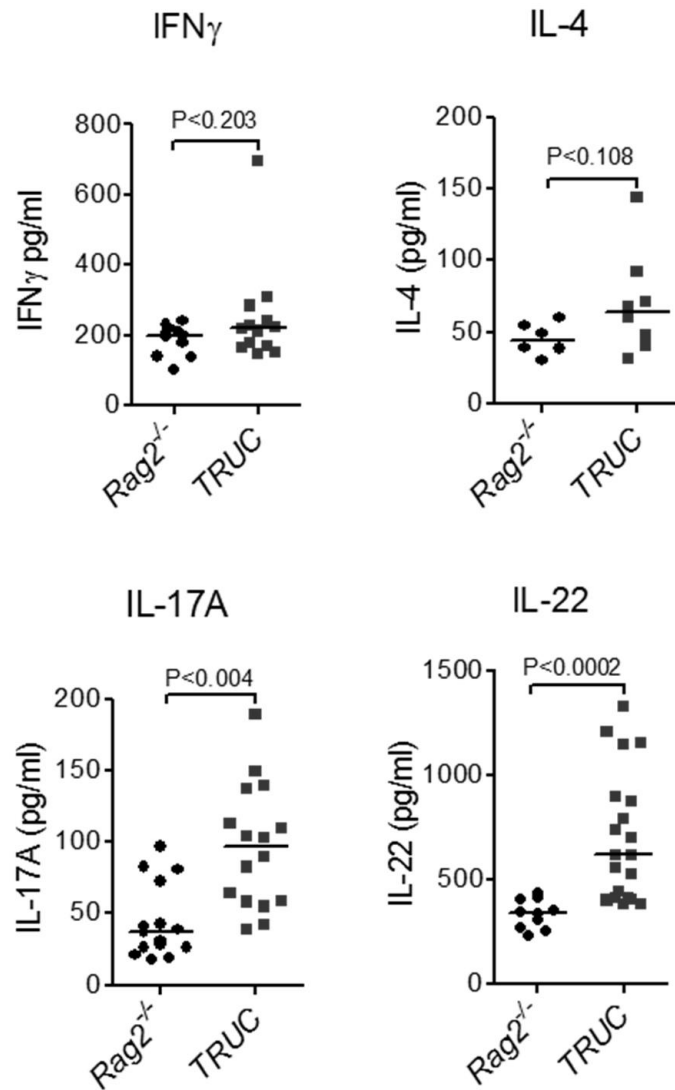 IFNγ
IL-4
P<0.203
P<0.108
IFNγ pg/ml
800
600
400
200
0
IL-4 (pg/ml)
200
150
100
50
0
Rag2-/-
TRUC
Rag2-/-
TRUC
IL-17A
IL-22
P<0.004
P<0.0002
IL-17A (pg/ml)
200
150
100
50
0
IL-22 (pg/ml)
1500
1000
500
0
Rag2-/-
TRUC
Rag2-/-
TRUC